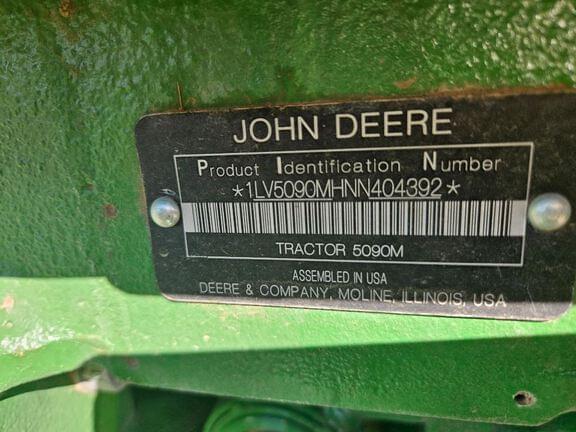 JOHN DEERE
Product Identification Number
*1LV5090MHNN404392*
TRACTOR 5090M
ASSEMBLED IN USA
DEERE & COMPANY, MOLINE, ILLINOIS, USA